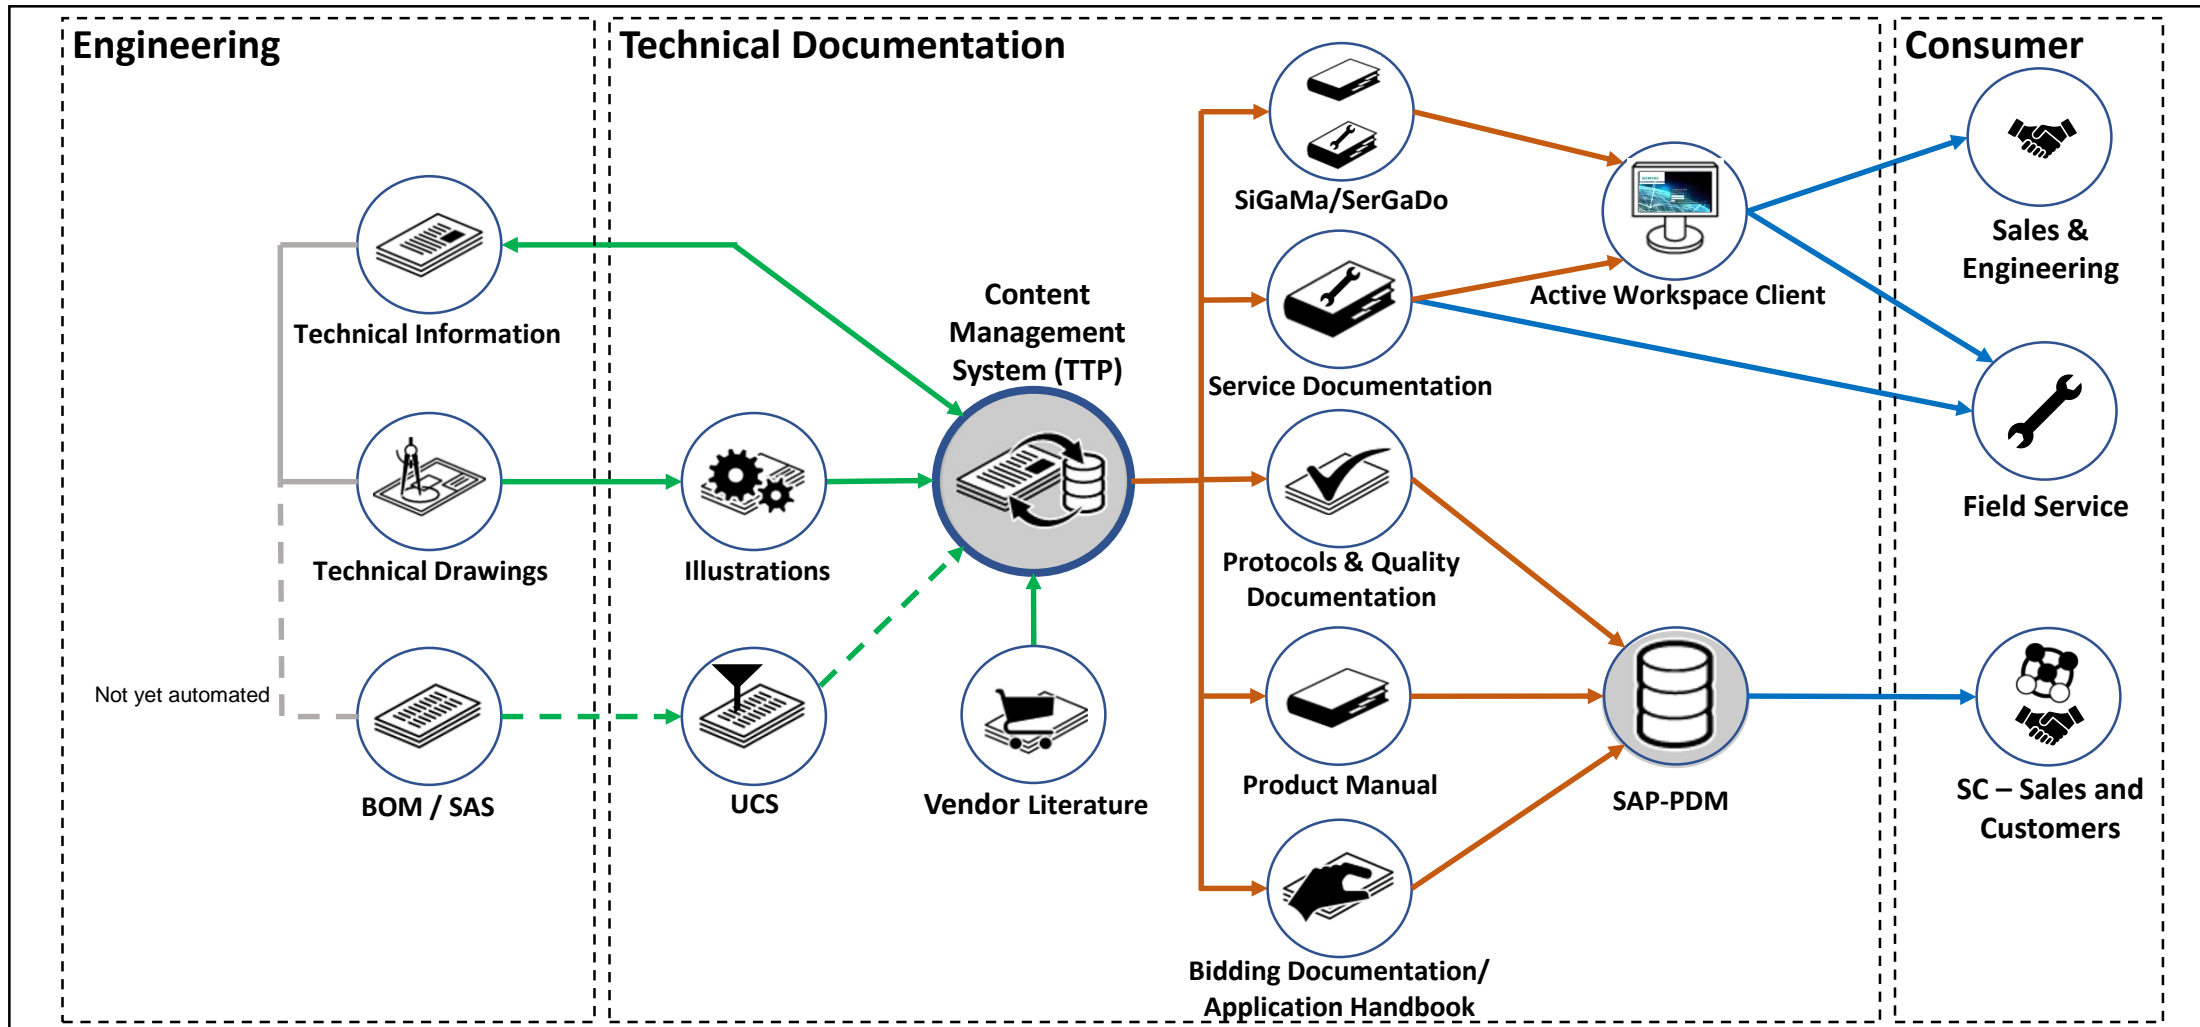 Engineering
Technical Documentation
Consumer
Technical Information
Technical Drawings
Not yet automated
BOM / SAS
Illustrations
UCS
Content
Management
System (TTP)
Vendor Literature
SiGaMa/SerGaDo
Service Documentation
Protocols & Quality
Documentation
Product Manual
Bidding Documentation/
Application Handbook
Active Workspace Client
SAP-PDM
Sales &
Engineering
Field Service
SC – Sales and
Customers